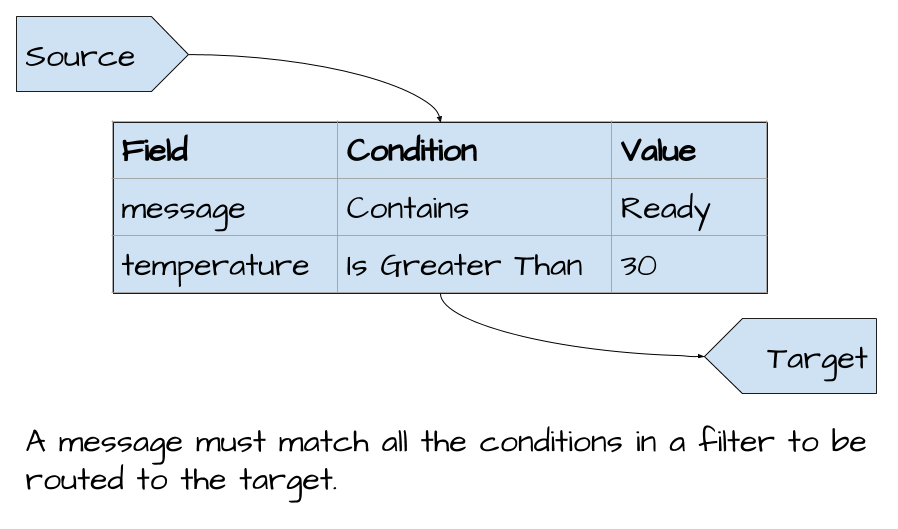 Source
Field Condition Value
message Contains Ready
temperature Is Greater Than 30
Target
A message must match all the conditions in a filter to be
routed to the target.